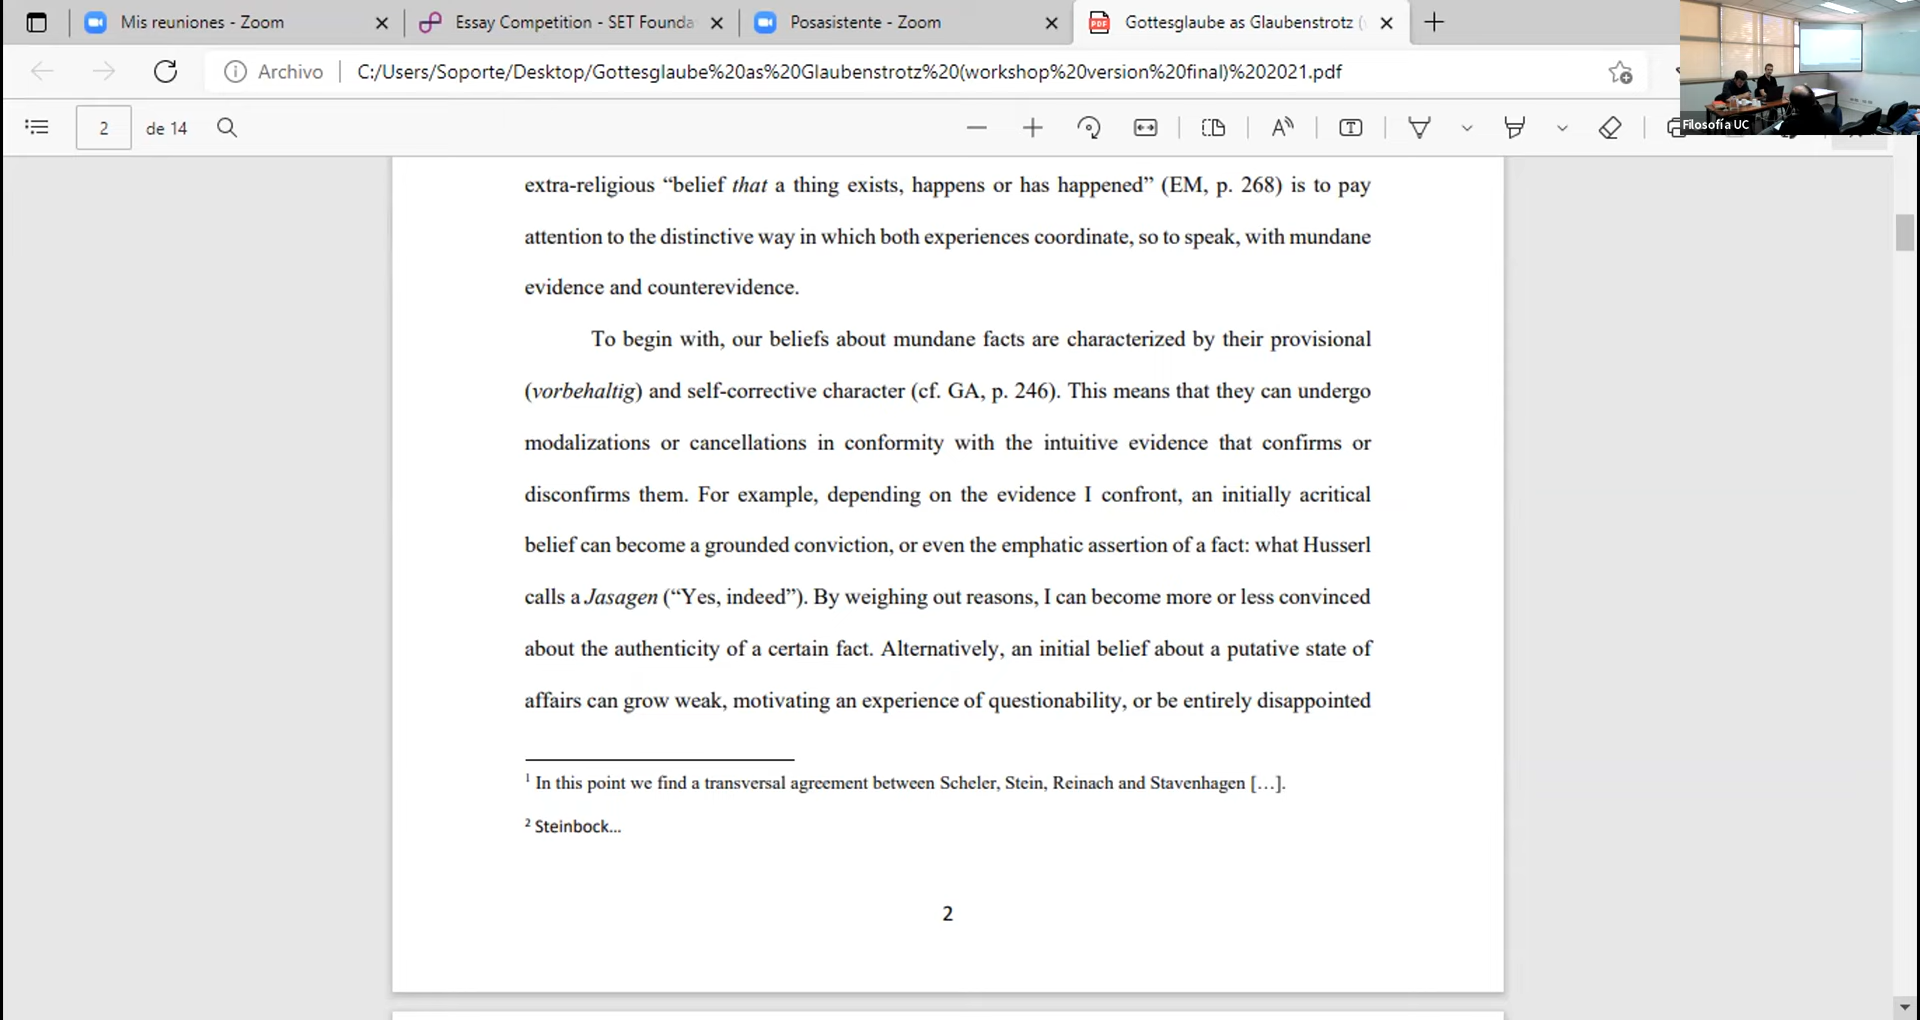 Mis reuniones - Zoom
Essay Competition - SET Founda
Posasistente - Zoom
Gottesglaube as Glaubenstrotz (
Archivo
C:/Users/Soporte/Desktop/Gottesglaube%20as%20Glaubenstrotz%20(workshop%20version%20final)%202021.pdf
2
de 14
Filosofía UC
extra-religious “belief that a thing exists, happens or has happened” (EM, p. 268) is to pay
attention to the distinctive way in which both experiences coordinate, so to speak, with mundane
evidence and counterevidence.
To begin with, our beliefs about mundane facts are characterized by their provisional
(vorbehaltig) and self-corrective character (cf. GA, p. 246). This means that they can undergo
modalizations or cancellations in conformity with the intuitive evidence that confirms or
disconfirms them. For example, depending on the evidence I confront, an initially acritical
belief can become a grounded conviction, or even the emphatic assertion of a fact: what Husserl
calls a Jasagen (“Yes, indeed”). By weighing out reasons, I can become more or less convinced
about the authenticity of a certain fact. Alternatively, an initial belief about a putative state of
affairs can grow weak, motivating an experience of questionability, or be entirely disappointed
1 In this point we find a transversal agreement between Scheler, Stein, Reinach and Stavenhagen […].
2 Steinbock...
2